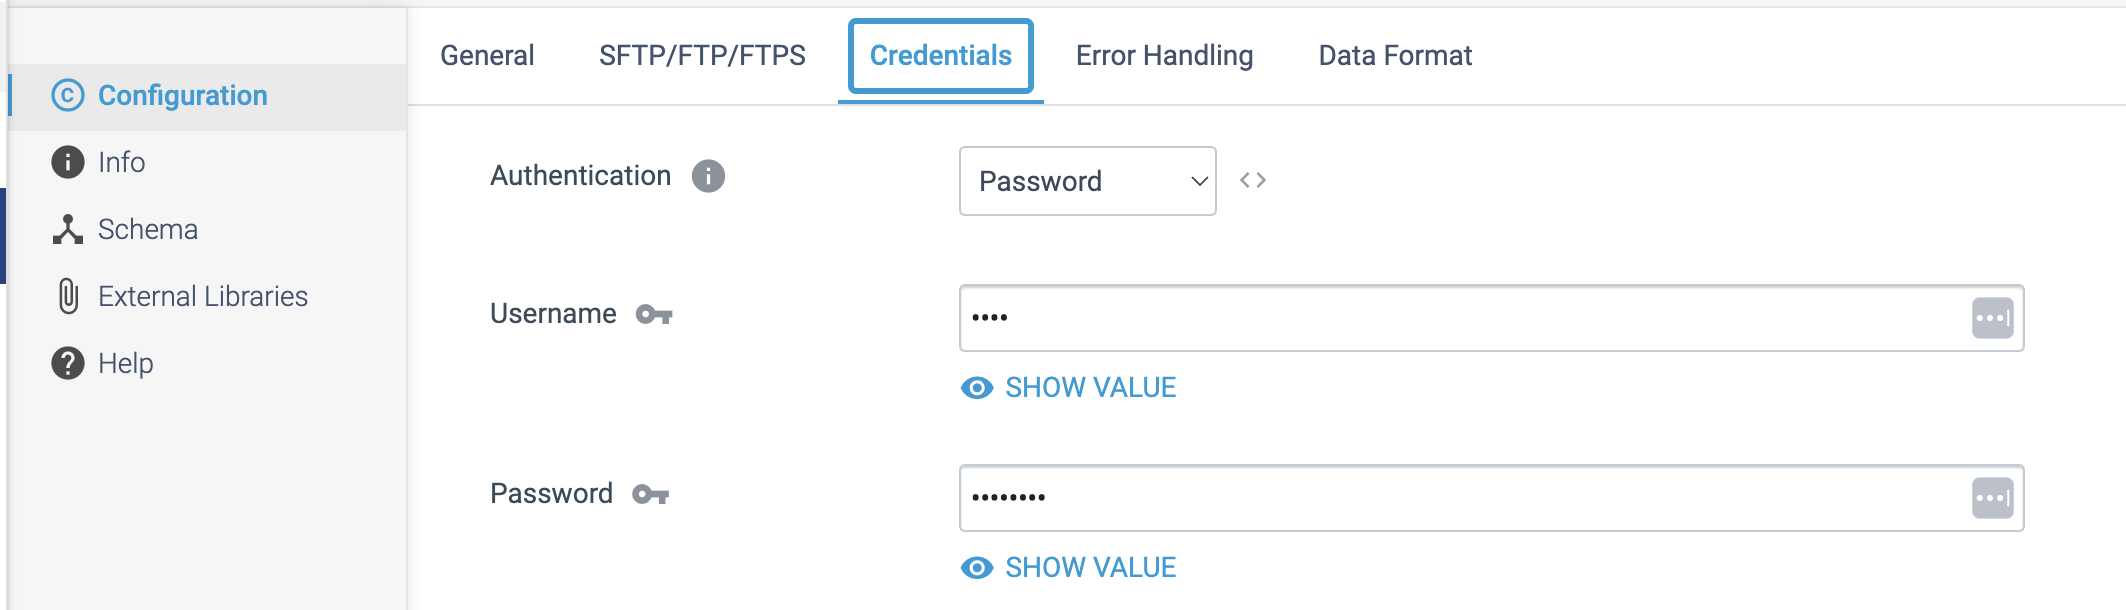 General SFTP/FTP/FTPS Credentials Error Handling Data Format
Configuration
Info
Schema
External Libraries
Help
Authentication
Password
Username
••••
SHOW VALUE
Password
••••••••
SHOW VALUE